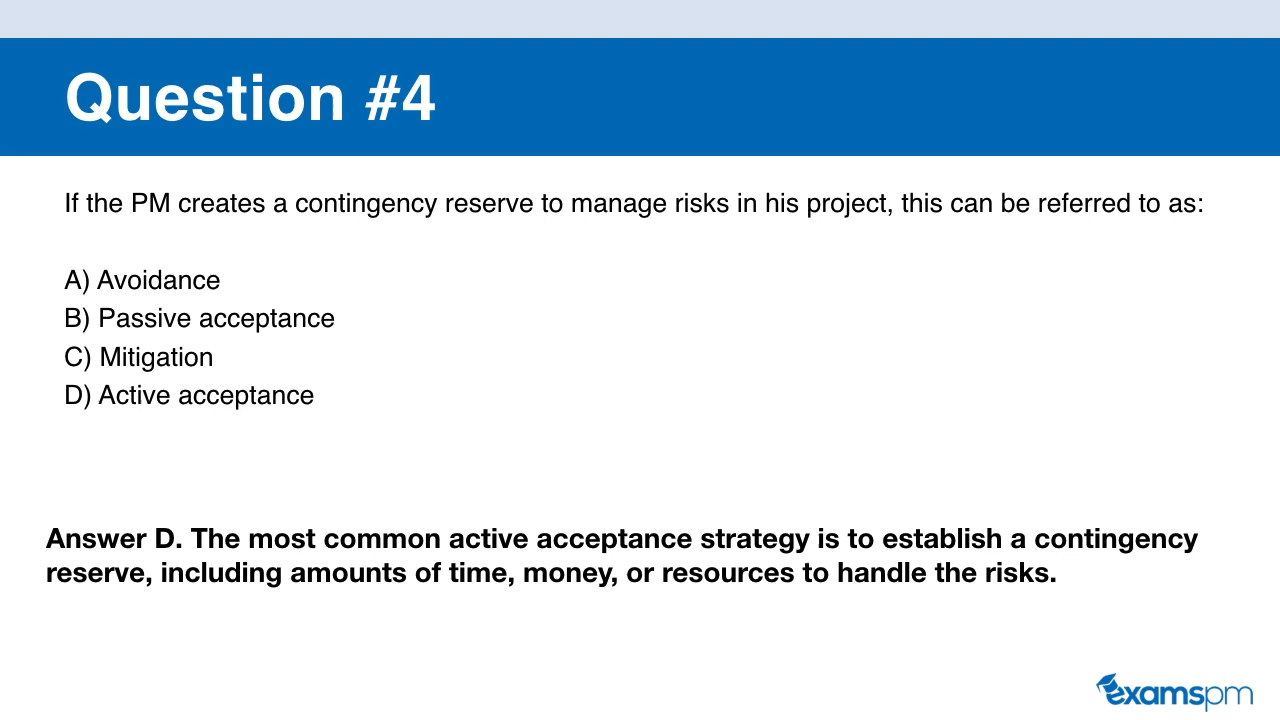 Question #4
If the PM creates a contingency reserve to manage risks in his project, this can be referred to as:
A) Avoidance
B) Passive acceptance
C) Mitigation
D) Active acceptance
Answer D. The most common active acceptance strategy is to establish a contingency
reserve, including amounts of time, money, or resources to handle the risks.
examspm